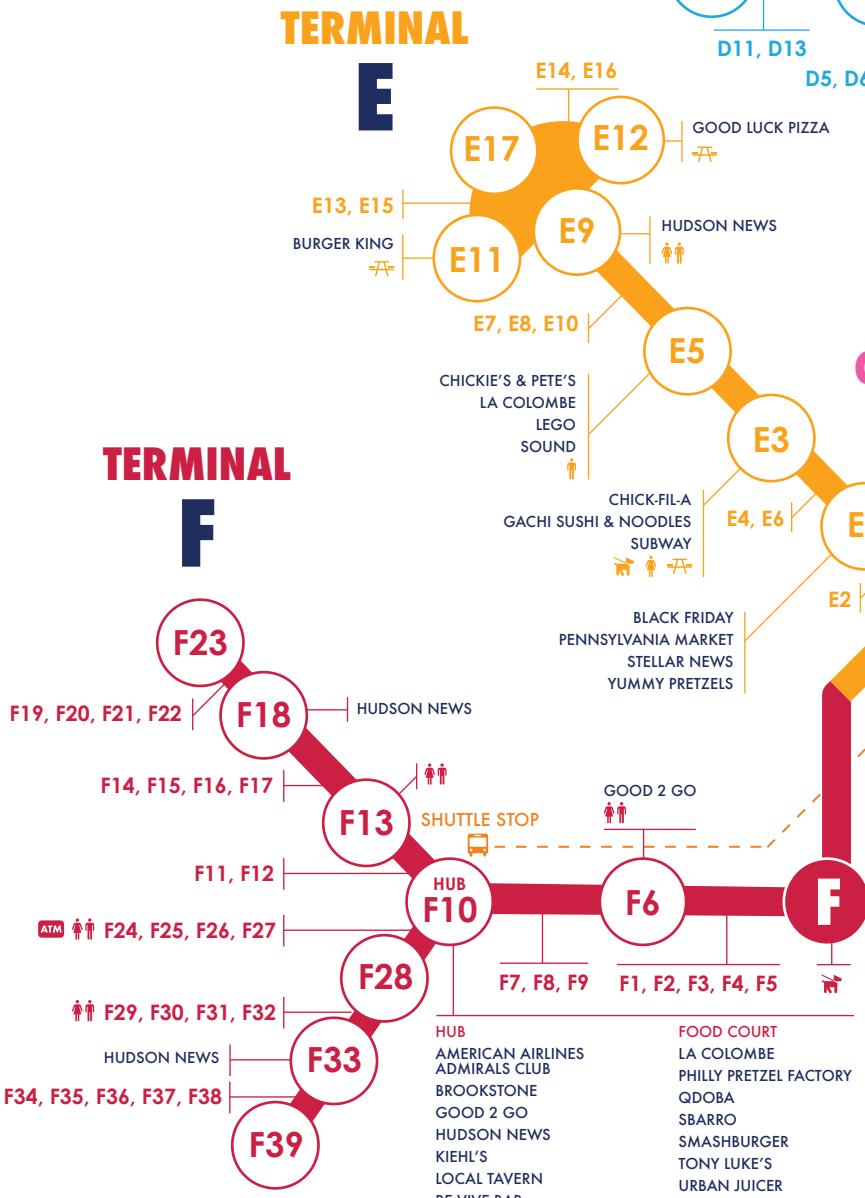 TERMINAL
E
D11, D13
D5, D6
E14, E16
E17
E12
GOOD LUCK PIZZA
E13, E15
BURGER KING
E11
E9
HUDSON NEWS
E7, E8, E10
E5
CHICKIE'S & PETE'S
LA COLOMBE
LEGO
SOUND
E3
CHICK-FIL-A
GACHI SUSHI & NOODLES
SUBWAY
E4, E6
E
E2
BLACK FRIDAY
PENNSYLVANIA MARKET
STELLAR NEWS
YUMMY PRETZELS
TERMINAL
F
F23
F19, F20, F21, F22
F18
HUDSON NEWS
F14, F15, F16, F17
F13
SHUTTLE STOP
GOOD 2 GO
F11, F12
HUB
F10
F6
F
ATM
F24, F25, F26, F27
F28
F7, F8, F9
F1, F2, F3, F4, F5
F29, F30, F31, F32
HUDSON NEWS
F33
F34, F35, F36, F37, F38
F39
HUB
AMERICAN AIRLINES
ADMIRALS CLUB
BROOKSTONE
GOOD 2 GO
HUDSON NEWS
KIEHL'S
LOCAL TAVERN
BE VIVE BAR
FOOD COURT
LA COLOMBE
PHILLY PRETZEL FACTORY
QDOBA
SBARRO
SMASHBURGER
TONY LUKE'S
URBAN JUICER